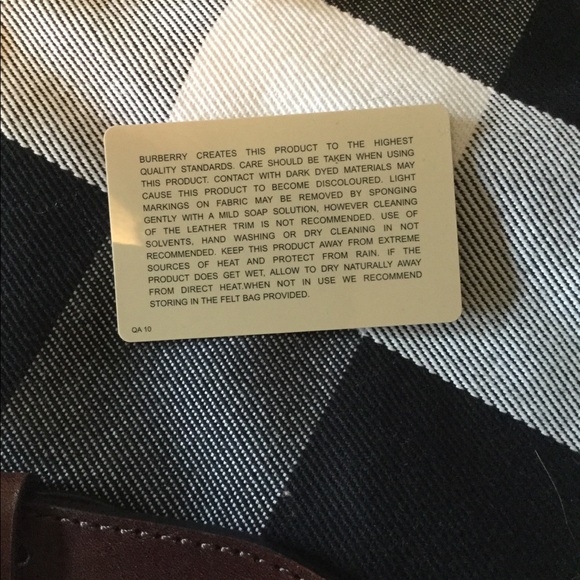 BURBERRY CREATES THIS PRODUCT TO THE HIGHEST
QUALITY STANDARDS. CARE SHOULD BE TAKEN WHEN USING
THIS PRODUCT. CONTACT WITH DARK DYED MATERIALS MAY
CAUSE THIS PRODUCT TO BECOME DISCOLOURED. LIGHT
MARKINGS ON FABRIC MAY BE REMOVED BY SPONGING
GENTLY WITH A MILD SOAP SOLUTION, HOWEVER CLEANING
OF THE LEATHER TRIM IS NOT RECOMMENDED. USE OF
SOLVENTS, HAND WASHING OR DRY CLEANING IN NOT
RECOMMENDED. KEEP THIS PRODUCT AWAY FROM EXTREME
SOURCES OF HEAT AND PROTECT FROM RAIN. IF THE
PRODUCT DOES GET WET, ALLOW TO DRY NATURALLY AWAY
FROM DIRECT HEAT.WHEN NOT IN USE WE RECOMMEND
STORING IN THE FELT BAG PROVIDED.
QA 10